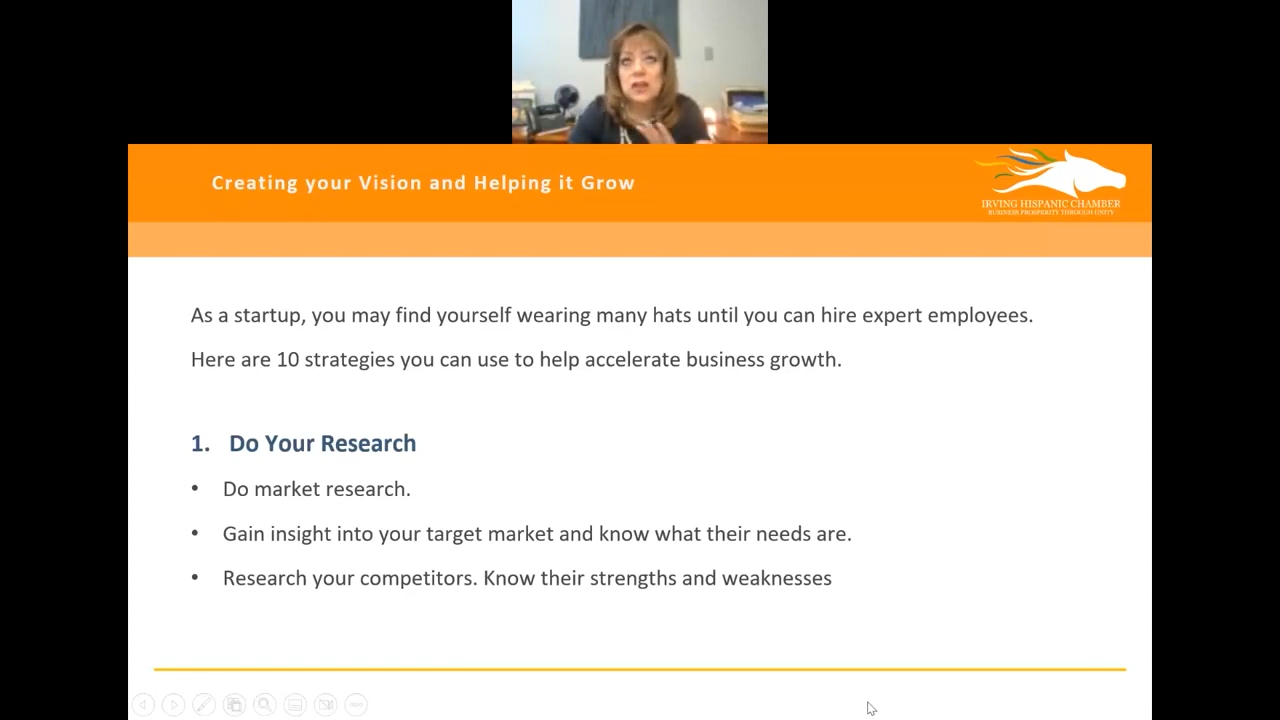 Creating your Vision and Helping it Grow
IRVING HISPANIC CHAMBER
BUSINESS PROSPERITY THROUGH UNITY
As a startup, you may find yourself wearing many hats until you can hire expert employees.
Here are 10 strategies you can use to help accelerate business growth.
1. Do Your Research
• Do market research.
• Gain insight into your target market and know what their needs are.
• Research your competitors. Know their strengths and weaknesses